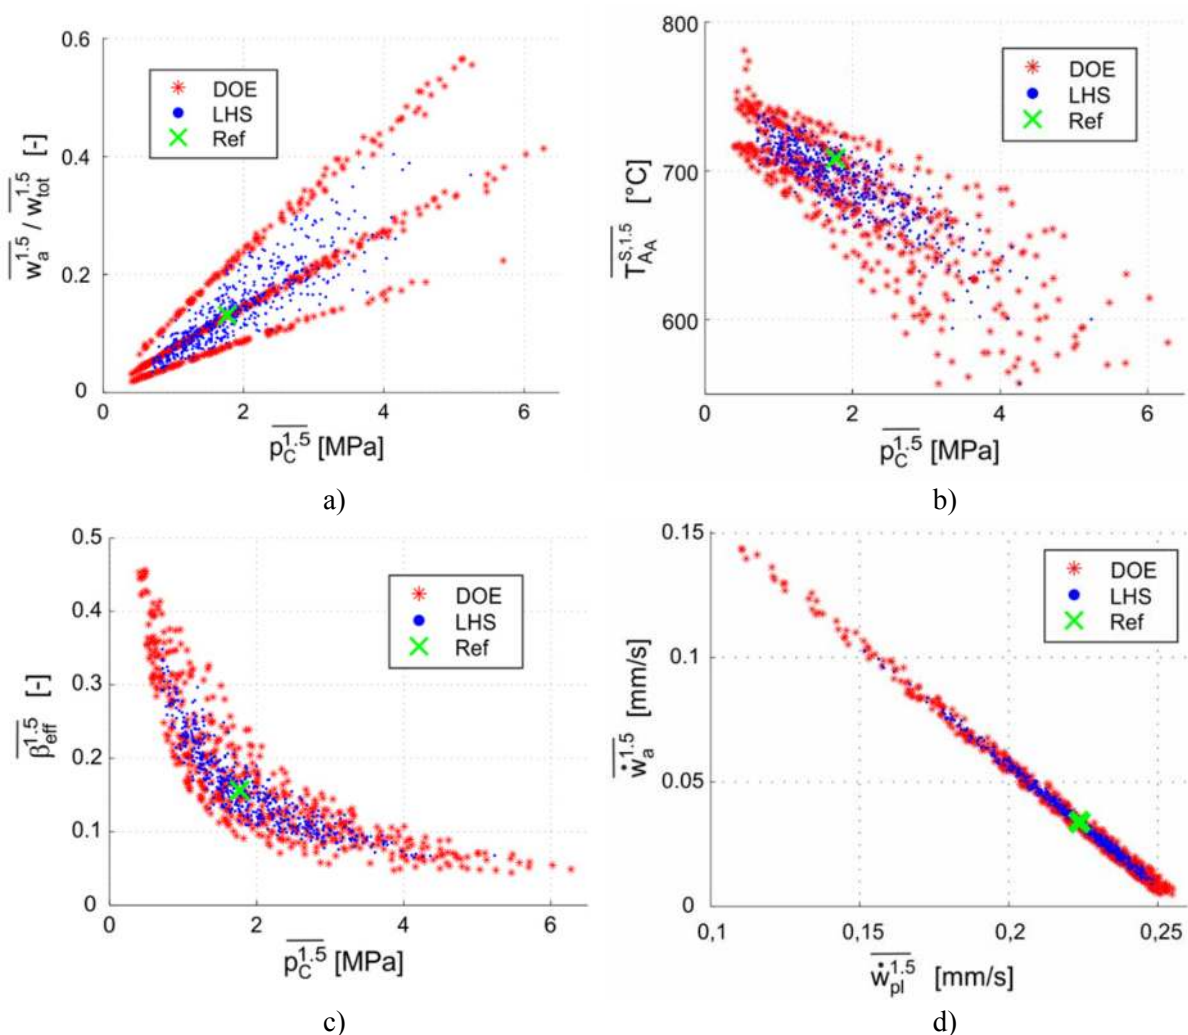 0.6
0.4
0.2
0
0
2
4
6
DOE
LHS
Ref
w_a^1.5 / w_tot^1.5 [-]
p_C^1.5 [MPa]
a)
800
700
600
0
2
4
6
DOE
LHS
Ref
T_A_A^S,1.5 [°C]
p_C^1.5 [MPa]
b)
0.5
0.4
0.3
0.2
0.1
0
0
2
4
6
DOE
LHS
Ref
β_eff^1.5 [-]
p_C^1.5 [MPa]
c)
0.15
0.1
0.05
0
0,1
0,15
0,2
0,25
DOE
LHS
Ref
ẇ_a^1.5 [mm/s]
ẇ_pl^1.5 [mm/s]
d)